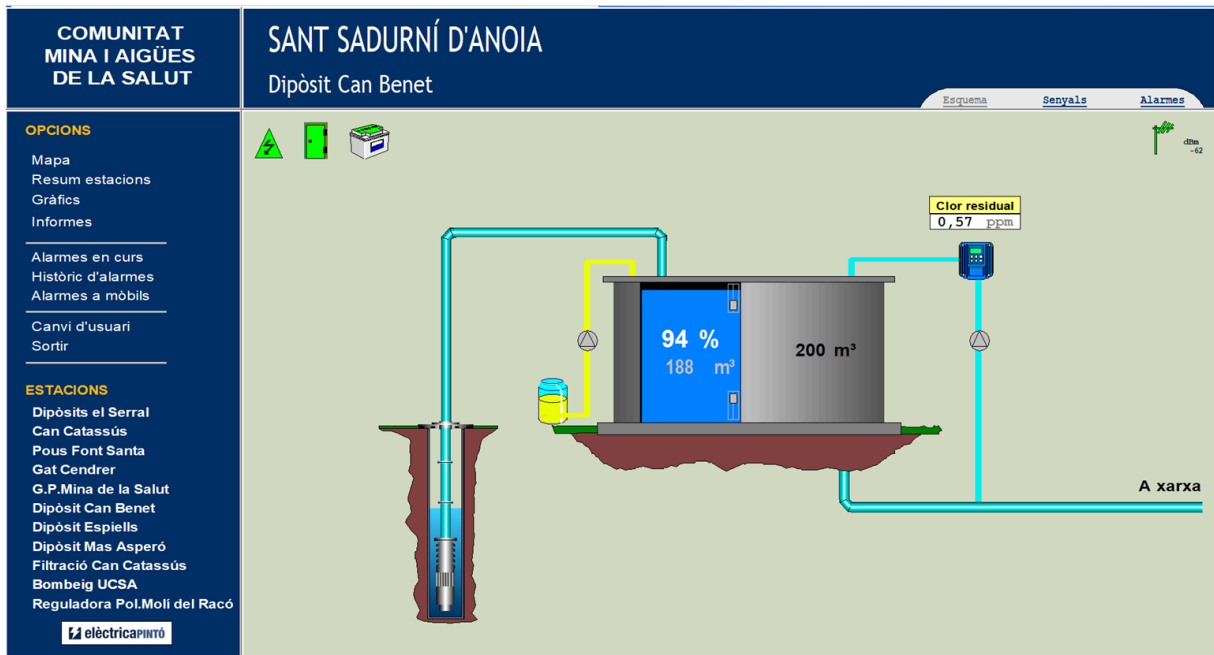 COMUNITAT
MINA I AIGÜES
DE LA SALUT
SANT SADURNÍ D'ANOIA
Dipòsit Can Benet
Esquema
Senyals
Alarmes
OPCIONS
Mapa
Resum estacions
Gràfics
Informes
Alarmes en curs
Històric d'alarmes
Alarmes a mòbils
Canvi d'usuari
Sortir
ESTACIONS
Dipòsits el Serral
Can Catassús
Pous Font Santa
Gat Cendrer
G.P.Mina de la Salut
Dipòsit Can Benet
Dipòsit Espiells
Dipòsit Mas Asperó
Filtració Can Catassús
Bombeig UCSA
Reguladora Pol.Molí del Racó
elèctricaPINTÓ
dBm
-62
Clor residual
0,57 ppm
94 %
188 m³
200 m³
A xarxa